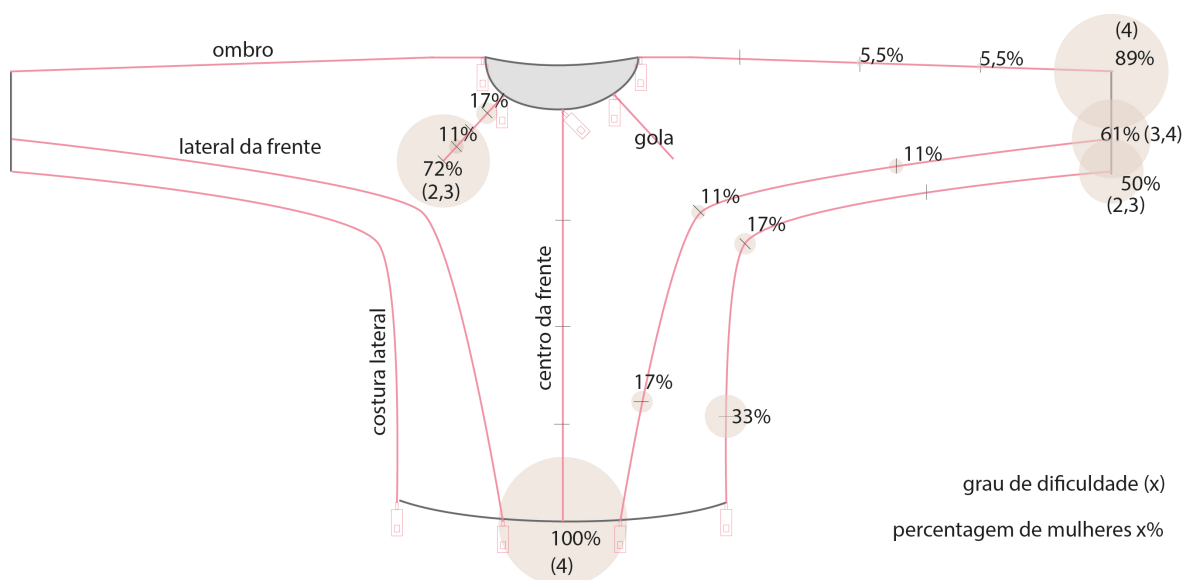 (4)
ombro
5,5%
5,5%
89%
17%
11%
gola
61% (3,4)
lateral da frente
11%
72%
(2,3)
50%
(2,3)
11%
17%
centro da frente
costura lateral
17%
33%
grau de dificuldade (x)
percentagem de mulheres x%
100%
(4)